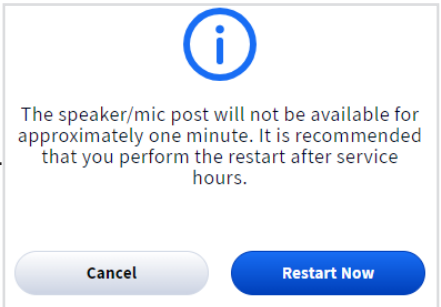 The speaker/mic post will not be available for
approximately one minute. It is recommended
that you perform the restart after service
hours.
Cancel
Restart Now